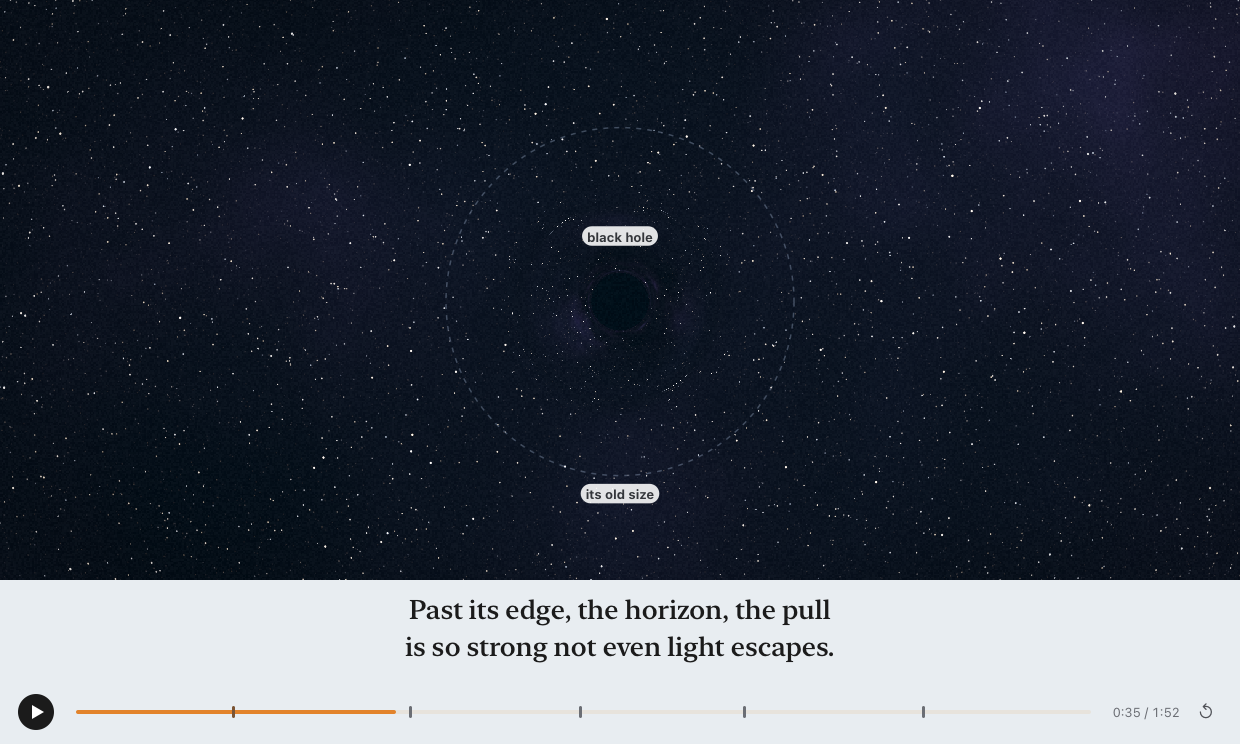 black hole
its old size
Past its edge, the horizon, the pull
is so strong not even light escapes.
0:35 / 1:52